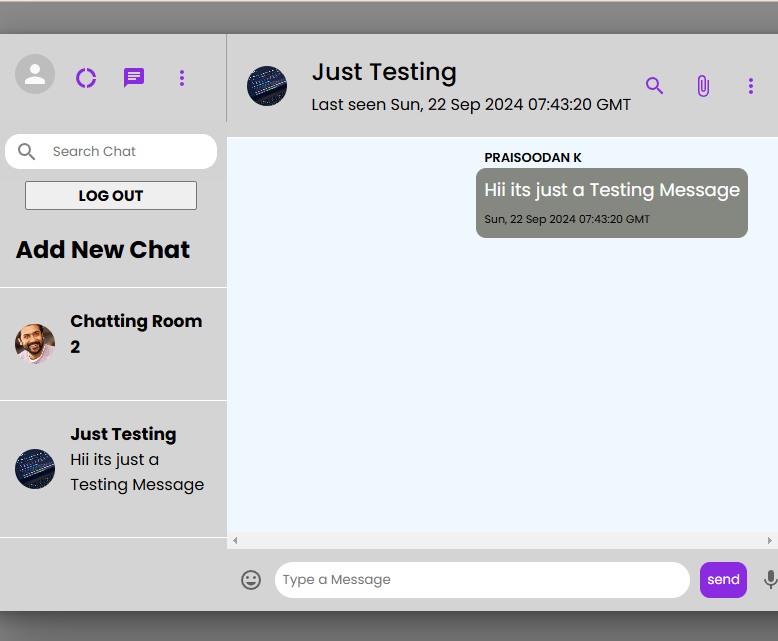 Just Testing
Last seen Sun, 22 Sep 2024 07:43:20 GMT
Search Chat
LOG OUT
Add New Chat
Chatting Room
2
Just Testing
Hii its just a
Testing Message
PRAISOODAN K
Hii its just a Testing Message
Sun, 22 Sep 2024 07:43:20 GMT
Type a Message
send